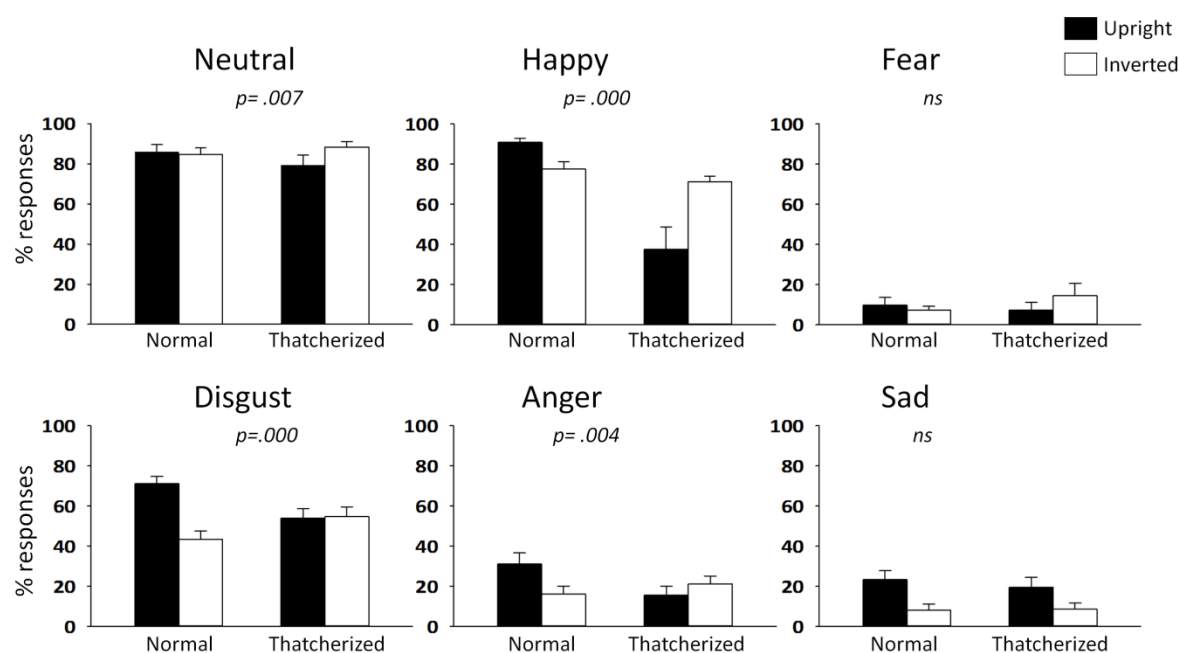 Upright
Inverted
Neutral
Happy
Fear
p= .007
p= .000
ns
% responses
100
80
60
40
20
0
100
80
60
40
20
0
100
80
60
40
20
0
Normal
Thatcherized
Normal
Thatcherized
Normal
Thatcherized
Disgust
Anger
Sad
p=.000
p= .004
ns
% responses
100
80
60
40
20
0
100
80
60
40
20
0
100
80
60
40
20
0
Normal
Thatcherized
Normal
Thatcherized
Normal
Thatcherized